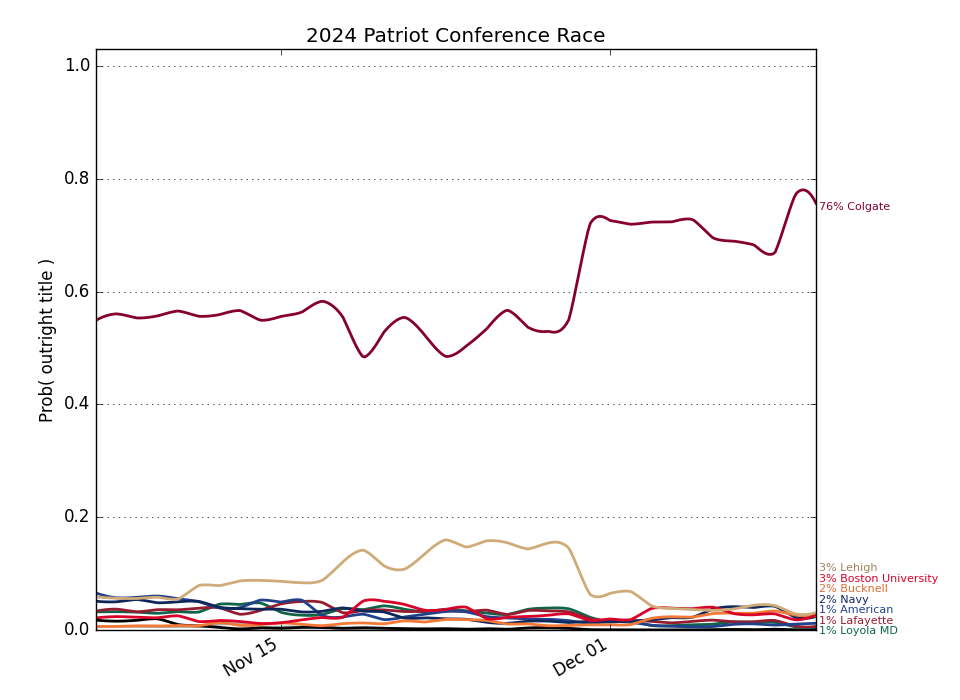 2024 Patriot Conference Race
Prob( outright title )
1.0
0.8
0.6
0.4
0.2
0.0
Nov 15
Dec 01
76% Colgate
3% Lehigh
3% Boston University
2% Bucknell
2% Navy
1% American
1% Lafayette
1% Loyola MD